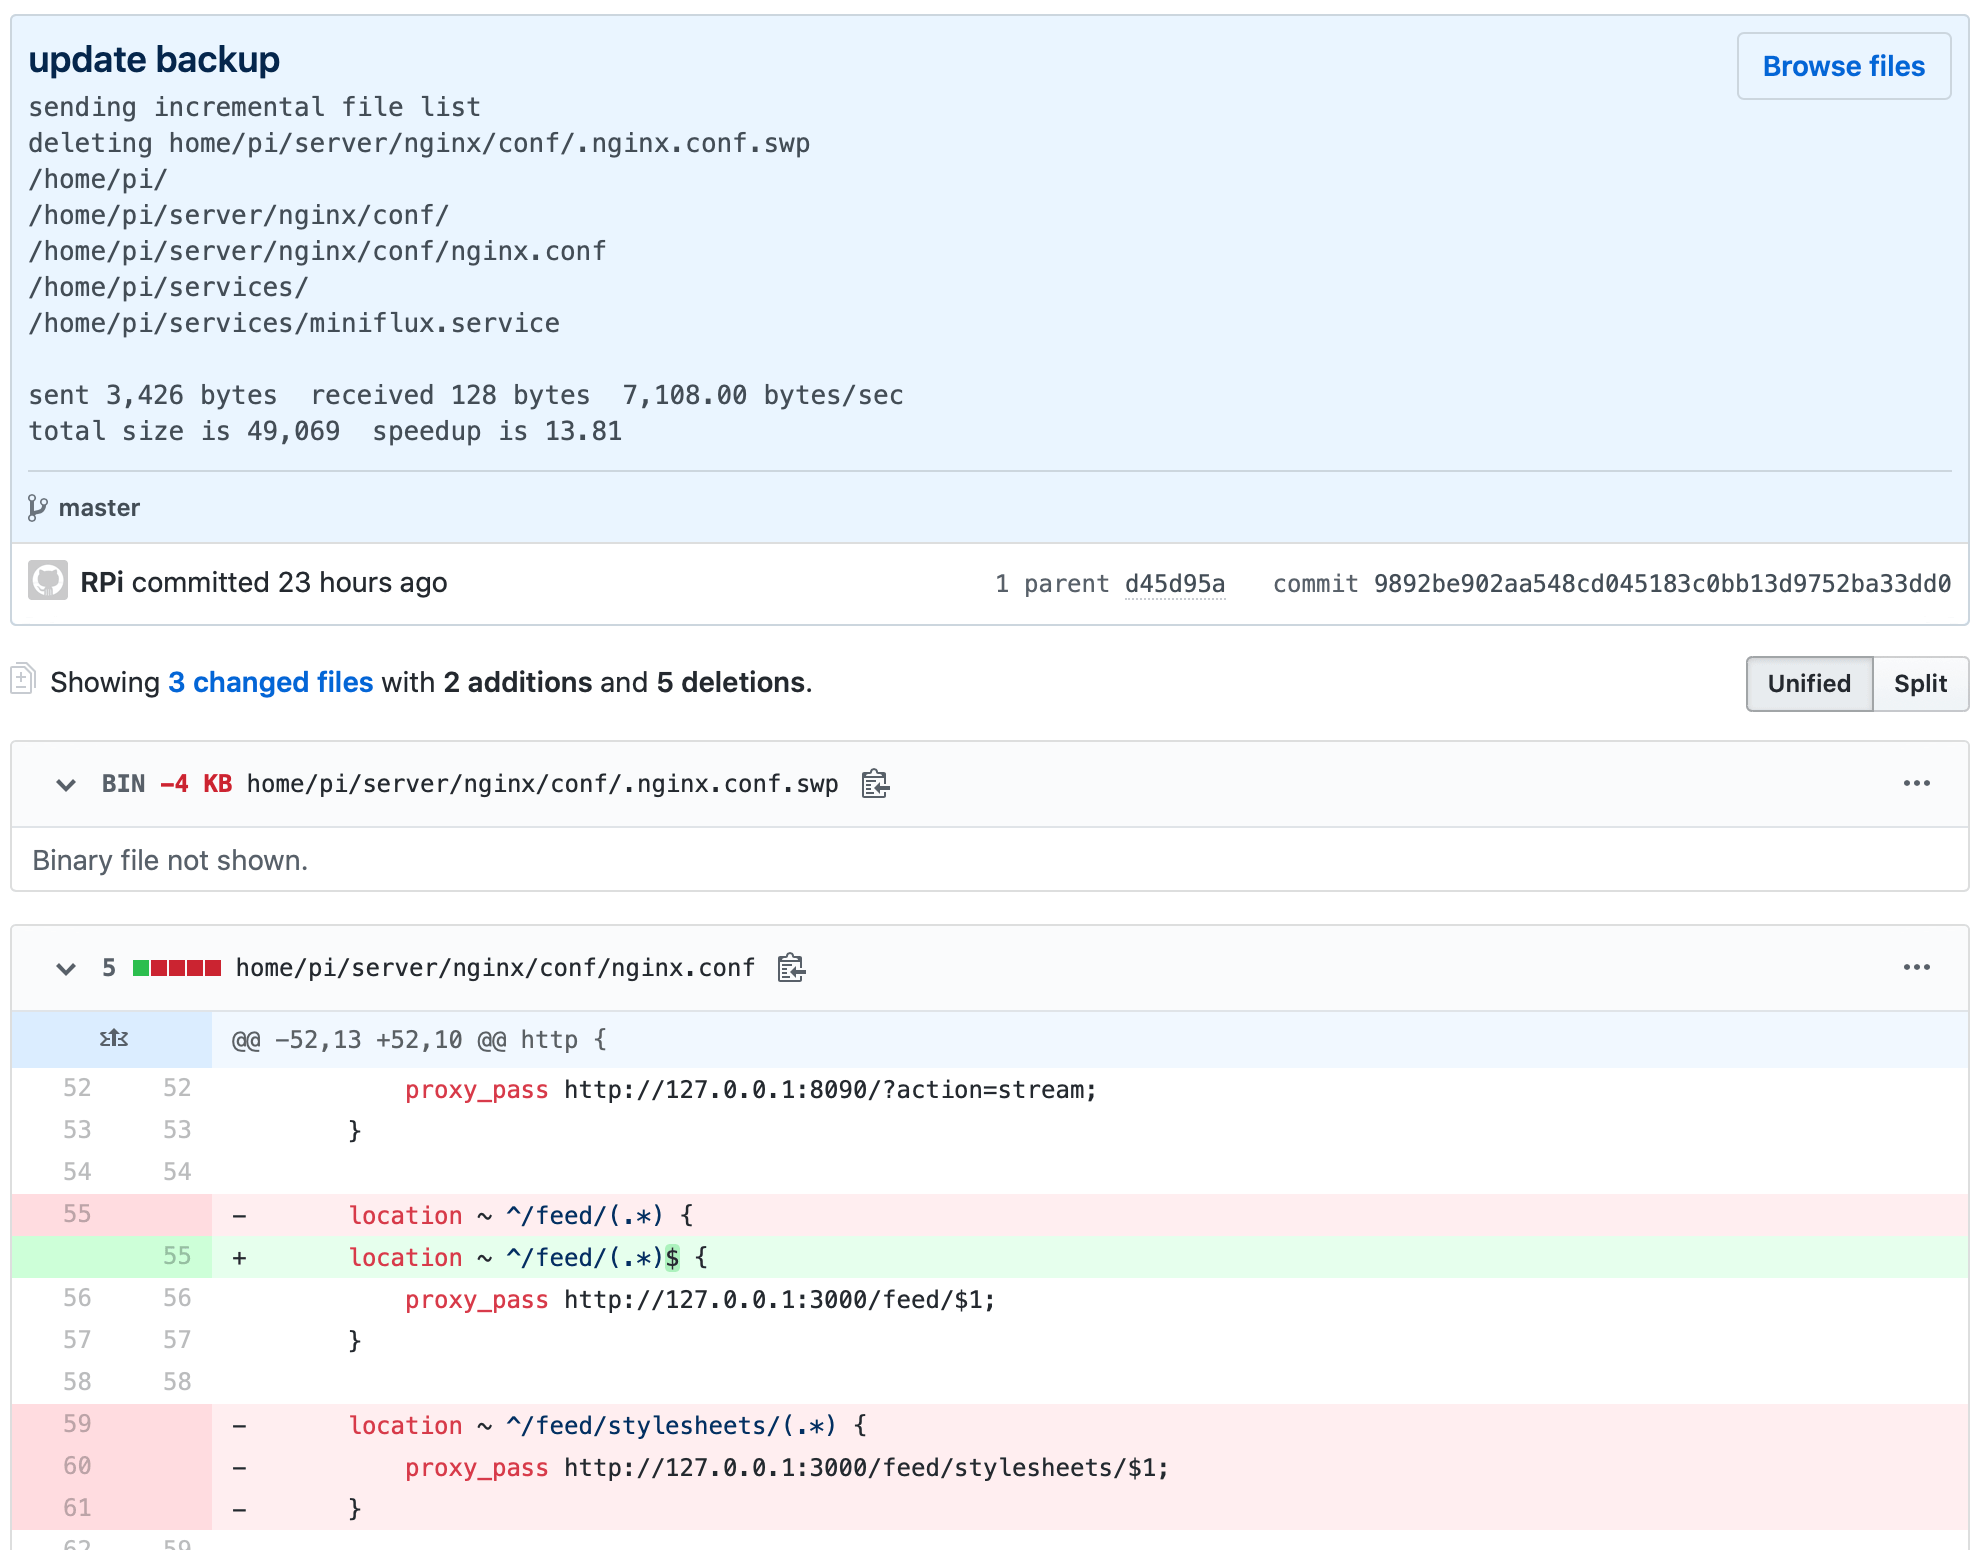 update backup
Browse files
sending incremental file list
deleting home/pi/server/nginx/conf/.nginx.conf.swp
/home/pi/
/home/pi/server/nginx/conf/
/home/pi/server/nginx/conf/nginx.conf
/home/pi/services/
/home/pi/services/miniflux.service
sent 3,426 bytes  received 128 bytes  7,108.00 bytes/sec
total size is 49,069  speedup is 13.81
master
RPi committed 23 hours ago
1 parent d45d95a commit 9892be902aa548cd045183c0bb13d9752ba33dd0
Showing 3 changed files with 2 additions and 5 deletions.
Unified Split
BIN −4 KB home/pi/server/nginx/conf/.nginx.conf.swp
Binary file not shown.
5 home/pi/server/nginx/conf/nginx.conf
@@ −52,13 +52,10 @@ http {
52 52 proxy_pass http://127.0.0.1:8090/?action=stream;
53 53 }
54 54
55 − location ~ ^/feed/(.*) {
55 + location ~ ^/feed/(.*)$ {
56 56 proxy_pass http://127.0.0.1:3000/feed/$1;
57 57 }
58 58
59 − location ~ ^/feed/stylesheets/(.*) {
60 − proxy_pass http://127.0.0.1:3000/feed/stylesheets/$1;
61 − }
62 59